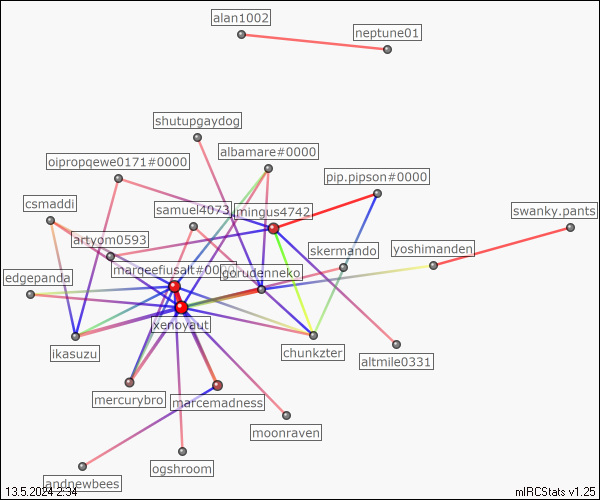 alan1002
neptune01
shutupgaydog
albamare#0000
oipropqewe0171#0000
pip.pipson#0000
csmaddi
samuel4073
mingus4742
swanky.pants
artyom0593
skermando
yoshimanden
edgepanda
marqeefiusalt#0000
gorudenneko
xenoyaut
ikasuzu
chunkzter
altmile0331
mercurybro
marcemadness
moonraven
ogshroom
andnewbees
13.5.2024 2:34
mIRCStats v1.25